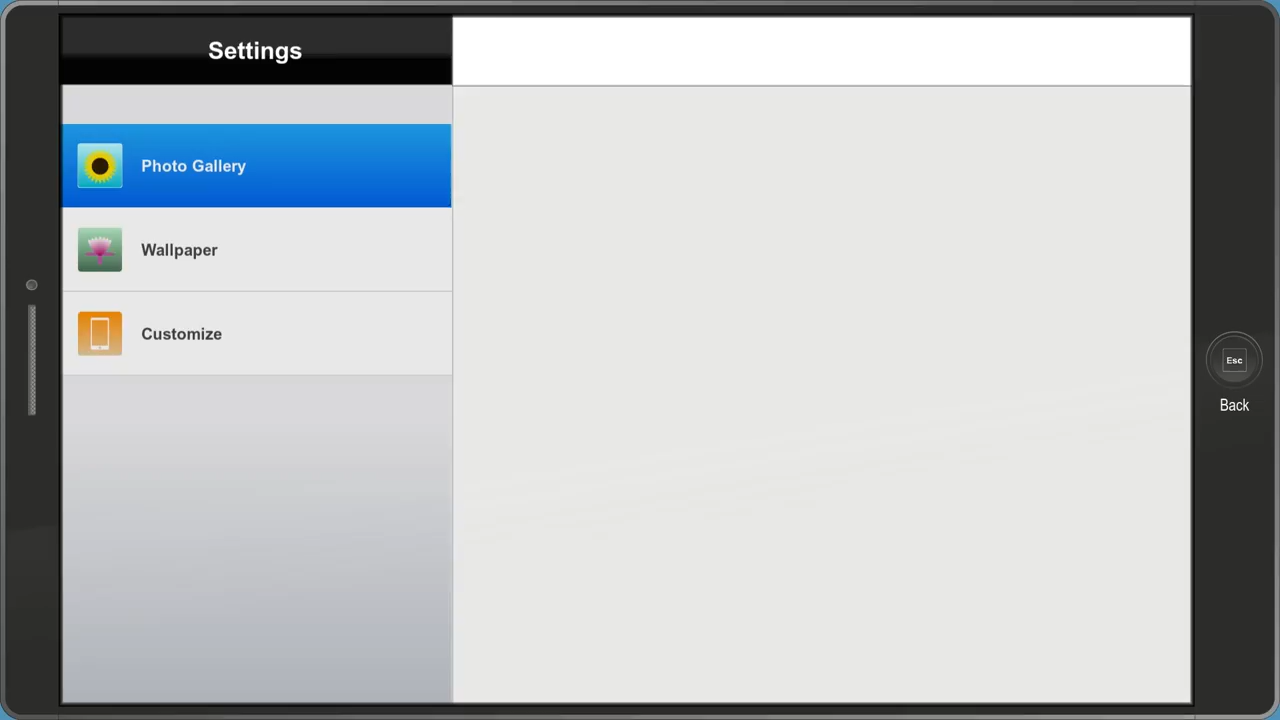 Settings
Photo Gallery
Wallpaper
Customize
Esc
Back